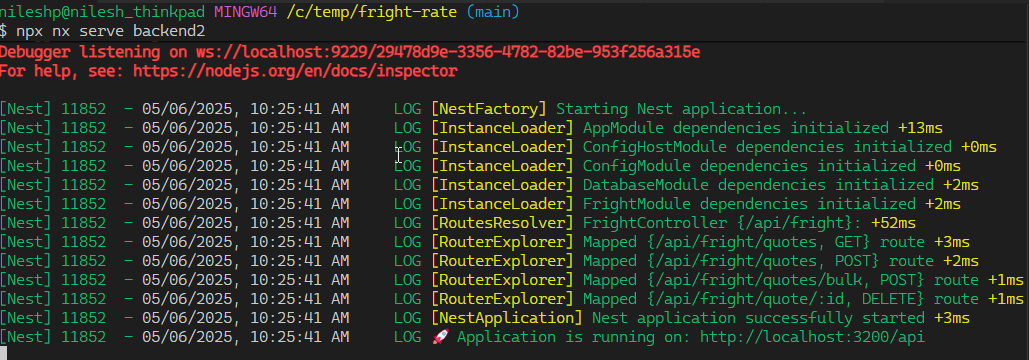 nileshp@nilesh_thinkpad MINGW64 /c/temp/fright-rate (main)
$ npx nx serve backend2
Debugger listening on ws://localhost:9229/29478d9e-3356-4782-82be-953f256a315e
For help, see: https://nodejs.org/en/docs/inspector
[Nest] 11852  - 05/06/2025, 10:25:41 AM     LOG [NestFactory] Starting Nest application...
[Nest] 11852  - 05/06/2025, 10:25:41 AM     LOG [InstanceLoader] AppModule dependencies initialized +13ms
[Nest] 11852  - 05/06/2025, 10:25:41 AM     LOG [InstanceLoader] ConfigHostModule dependencies initialized +0ms
[Nest] 11852  - 05/06/2025, 10:25:41 AM     LOG [InstanceLoader] ConfigModule dependencies initialized +0ms
[Nest] 11852  - 05/06/2025, 10:25:41 AM     LOG [InstanceLoader] DatabaseModule dependencies initialized +2ms
[Nest] 11852  - 05/06/2025, 10:25:41 AM     LOG [InstanceLoader] FrightModule dependencies initialized +2ms
[Nest] 11852  - 05/06/2025, 10:25:41 AM     LOG [RoutesResolver] FrightController {/api/fright}: +52ms
[Nest] 11852  - 05/06/2025, 10:25:41 AM     LOG [RouterExplorer] Mapped {/api/fright/quotes, GET} route +3ms
[Nest] 11852  - 05/06/2025, 10:25:41 AM     LOG [RouterExplorer] Mapped {/api/fright/quotes, POST} route +2ms
[Nest] 11852  - 05/06/2025, 10:25:41 AM     LOG [RouterExplorer] Mapped {/api/fright/quotes/bulk, POST} route +1ms
[Nest] 11852  - 05/06/2025, 10:25:41 AM     LOG [RouterExplorer] Mapped {/api/fright/quote/:id, DELETE} route +1ms
[Nest] 11852  - 05/06/2025, 10:25:41 AM     LOG [NestApplication] Nest application successfully started +3ms
[Nest] 11852  - 05/06/2025, 10:25:41 AM     LOG 🚀 Application is running on: http://localhost:3200/api